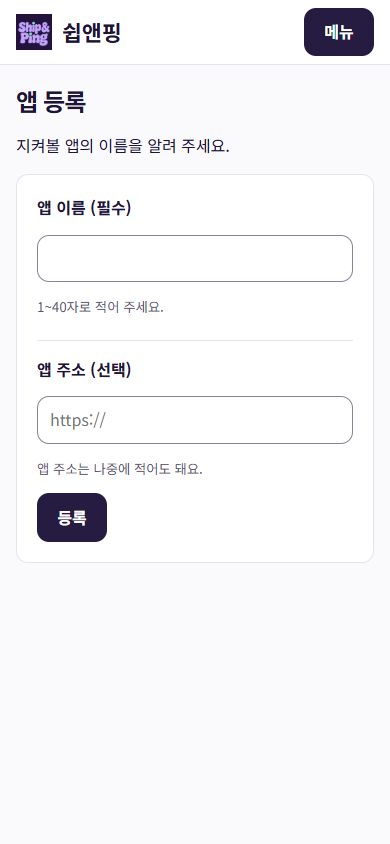 Ship&
Ping
쉽앤핑
메뉴
앱 등록
지켜볼 앱의 이름을 알려 주세요.
앱 이름 (필수)
1~40자로 적어 주세요.
앱 주소 (선택)
https://
앱 주소는 나중에 적어도 돼요.
등록